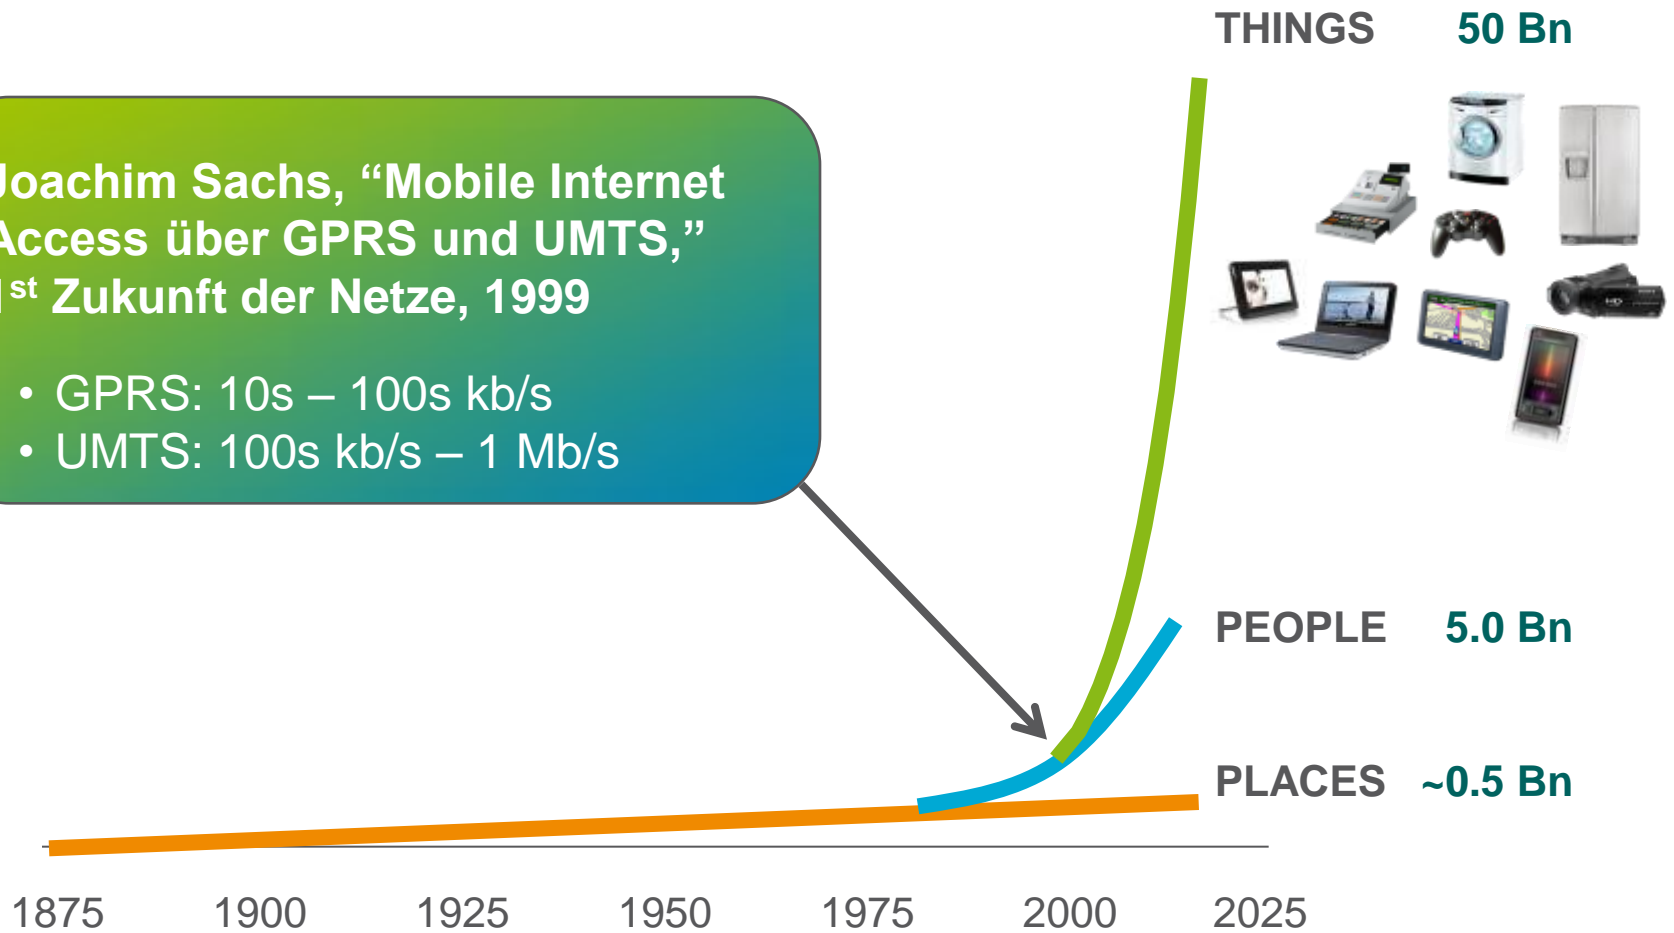 THINGS 50 Bn
Joachim Sachs, “Mobile Internet
Access über GPRS und UMTS,”
1st Zukunft der Netze, 1999
• GPRS: 10s – 100s kb/s
• UMTS: 100s kb/s – 1 Mb/s
PEOPLE 5.0 Bn
PLACES ~0.5 Bn
1875 1900 1925 1950 1975 2000 2025